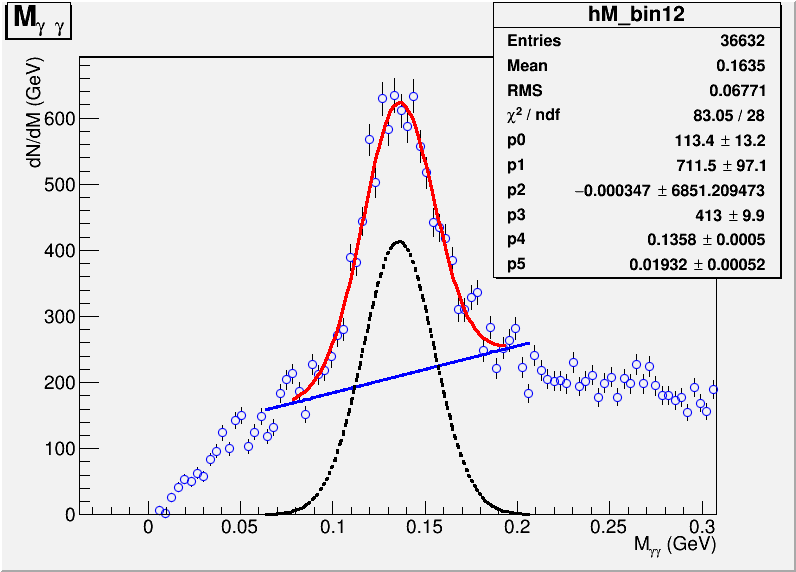 Mγ γ
hM_bin12
Entries 36632
Mean 0.1635
RMS 0.06771
χ² / ndf 83.05 / 28
p0 113.4 ± 13.2
p1 711.5 ± 97.1
p2 −0.000347 ± 6851.209473
p3 413 ± 9.9
p4 0.1358 ± 0.0005
p5 0.01932 ± 0.00052
dN/dM (GeV)
600
500
400
300
200
100
0
0 0.05 0.1 0.15 0.2 0.25 0.3
Mγγ (GeV)